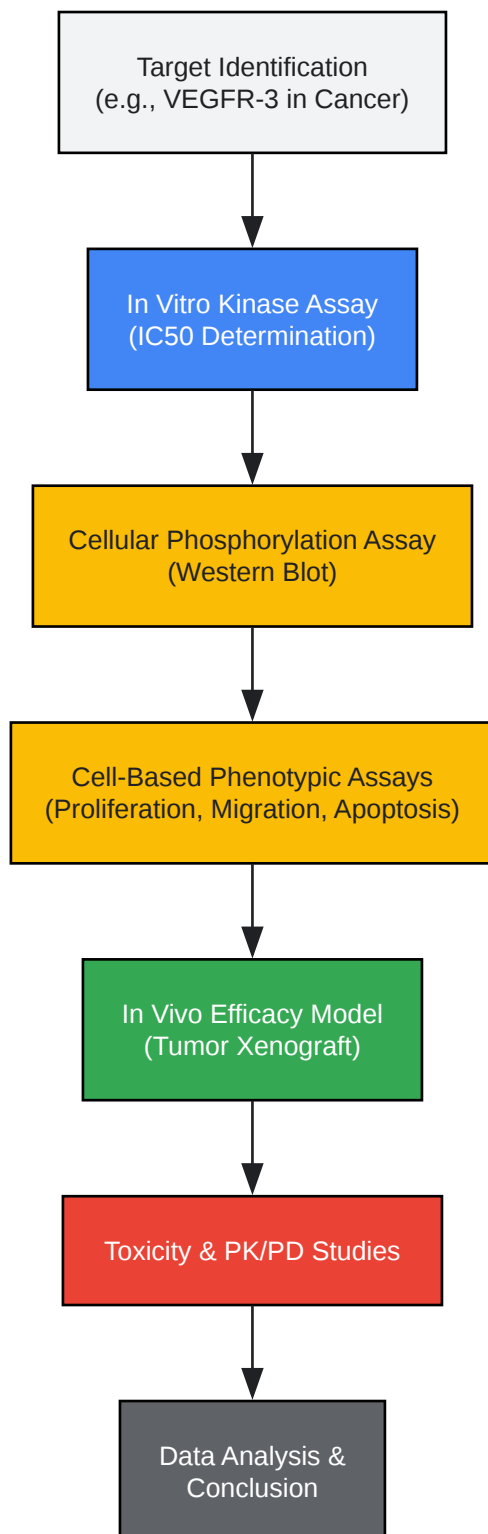 Target Identification
(e.g., VEGFR-3 in Cancer)
In Vitro Kinase Assay
(IC50 Determination)
Cellular Phosphorylation Assay
(Western Blot)
Cell-Based Phenotypic Assays
(Proliferation, Migration, Apoptosis)
In Vivo Efficacy Model
(Tumor Xenograft)
Toxicity & PK/PD Studies
Data Analysis &
Conclusion